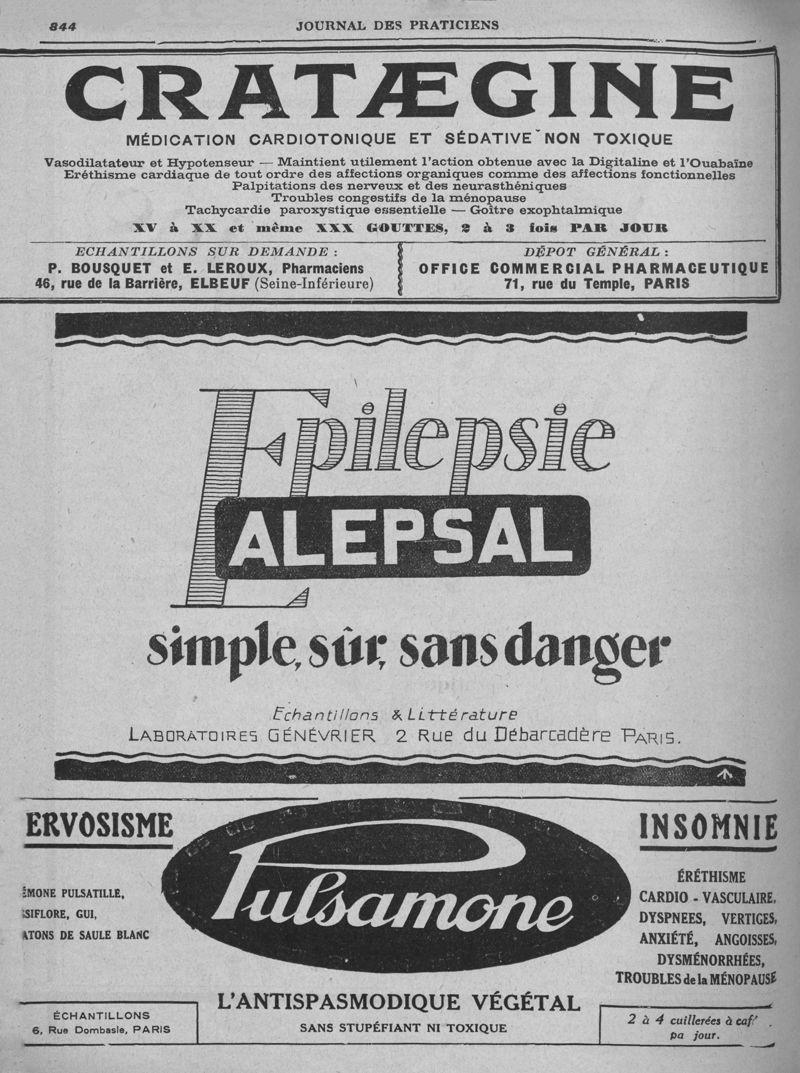 844
JOURNAL DES PRATICIENS
CRATÆGINE
MÉDICATION CARDIOTONIQUE ET SÉDATIVE NON TOXIQUE
Vasodilatateur et Hypotenseur — Maintient utilement l'action obtenue avec la Digitaline et l'Ouabaïne
Eréthisme cardiaque de tout ordre des affections organiques comme des affections fonctionnelles
Palpitations des nerveux et des neurasthéniques
Troubles congestifs de la ménopause
Tachycardie paroxystique essentielle — Goître exophtalmique
XV à XX et même XXX GOUTTES, 2 à 3 fois PAR JOUR
ECHANTILLONS SUR DEMANDE :
P. BOUSQUET et E. LEROUX, Pharmaciens
46, rue de la Barrière, ELBEUF (Seine-Inférieure)
DÉPOT GÉNÉRAL :
OFFICE COMMERCIAL PHARMACEUTIQUE
71, rue du Temple, PARIS
Epilepsie
ALEPSAL
simple, sûr, sans danger
Echantillons & Littérature
LABORATOIRES GÉNÉVRIER 2 Rue du Débarcadère PARIS.
ERVOSISME
ÉMONE PULSATILLE,
SIFLORE, GUI,
ATONS DE SAULE BLANC
ÉCHANTILLONS
6, Rue Dombasle, PARIS
Pulsamone
L'ANTISPASMODIQUE VÉGÉTAL
SANS STUPÉFIANT NI TOXIQUE
INSOMNIE
ÉRÉTHISME
CARDIO - VASCULAIRE,
DYSPNEES, VERTIGES,
ANXIÉTÉ, ANGOISSES,
DYSMÉNORRHÉES,
TROUBLES de la MÉNOPAUSE
2 à 4 cuillerées à caf
pa jour.